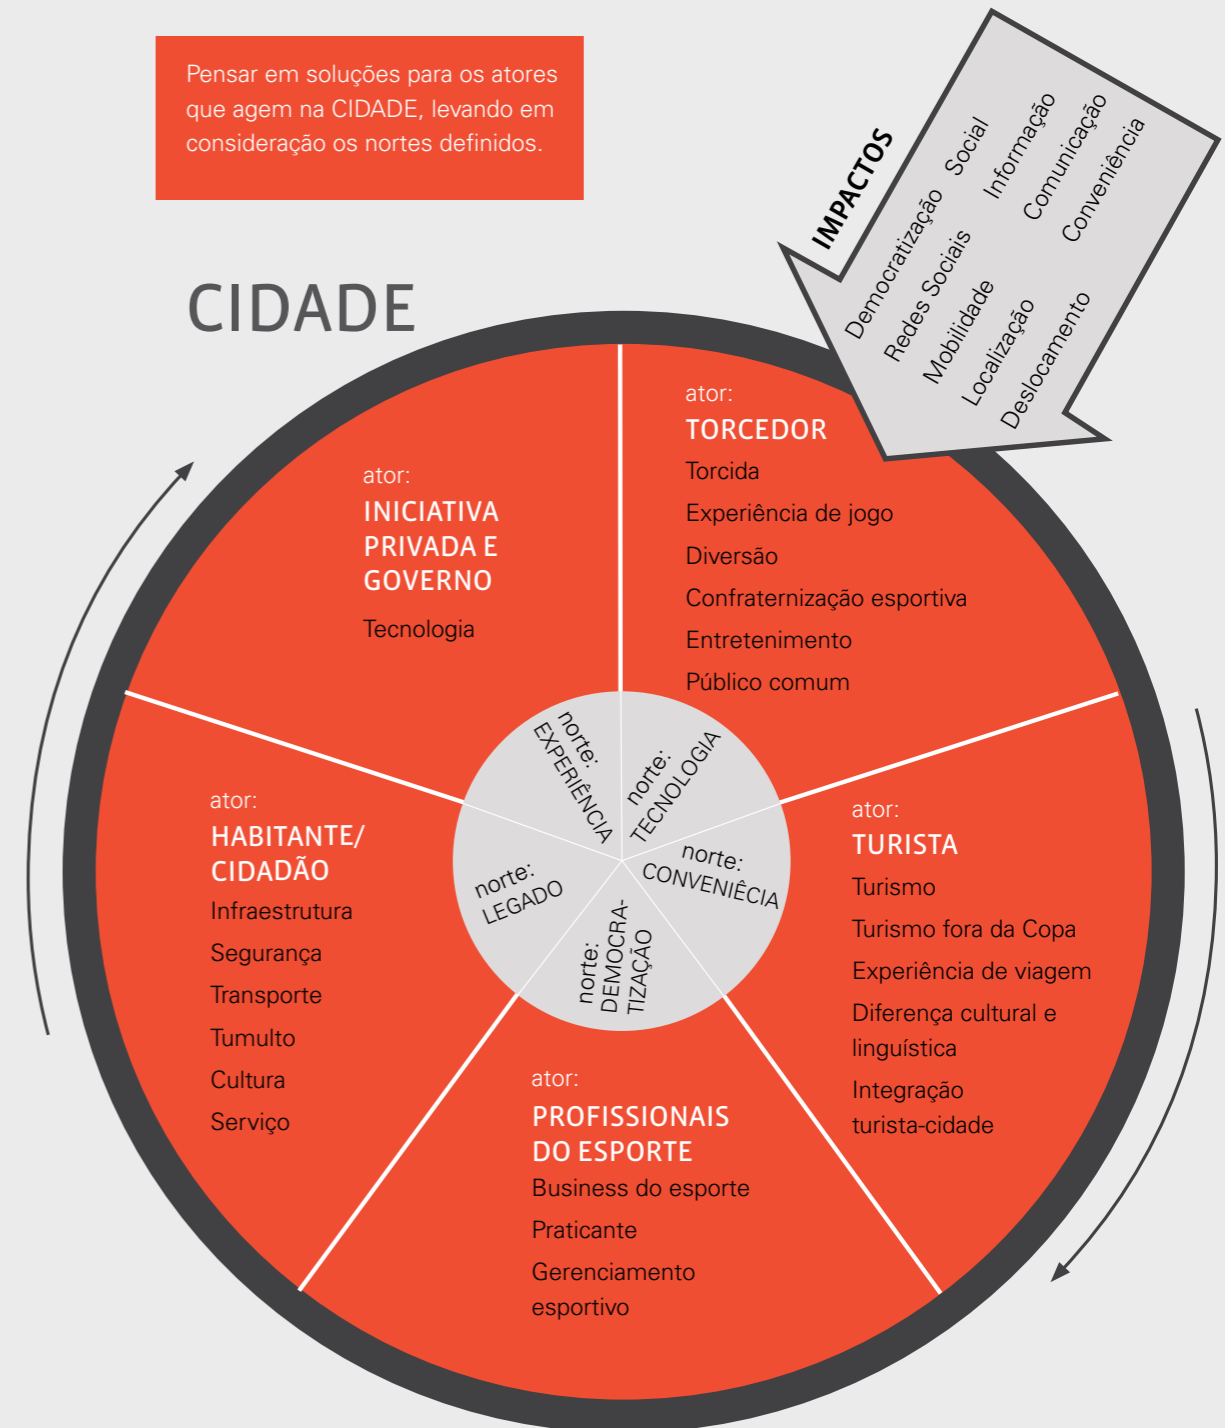 Pensar em soluções para os atores
que agem na CIDADE, levando em
consideração os nortes definidos.
IMPACTOS
Democratização Social
Redes Sociais
Informação
Mobilidade
Comunicação
Localização
Conveniência
Deslocamento
CIDADE
ator:
TORCEDOR
Torcida
Experiência de jogo
Diversão
Confraternização esportiva
Entretenimento
Público comum
ator:
TURISTA
Turismo
Turismo fora da Copa
Experiência de viagem
Diferença cultural e
linguística
Integração
turista-cidade
ator:
PROFISSIONAIS
DO ESPORTE
Business do esporte
Praticante
Gerenciamento
esportivo
ator:
HABITANTE/
CIDADÃO
Infraestrutura
Segurança
Transporte
Tumulto
Cultura
Serviço
ator:
INICIATIVA
PRIVADA E
GOVERNO
Tecnologia
norte:
EXPERIÊNCIA
norte:
TECNOLOGIA
norte:
CONVENIÊCIA
norte:
DEMOCRA-
TIZAÇÃO
norte:
LEGADO